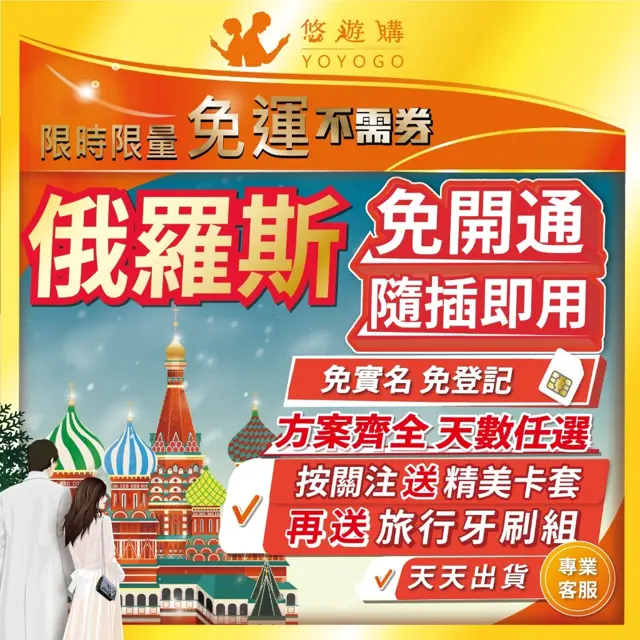 悠遊購
YOYOGO
限時限量 免運不需券
俄羅斯
免開通
隨插即用
免實名 免登記
方案齊全 天數任選
按關注送精美卡套
再送旅行牙刷組
天天出貨
專業
客服